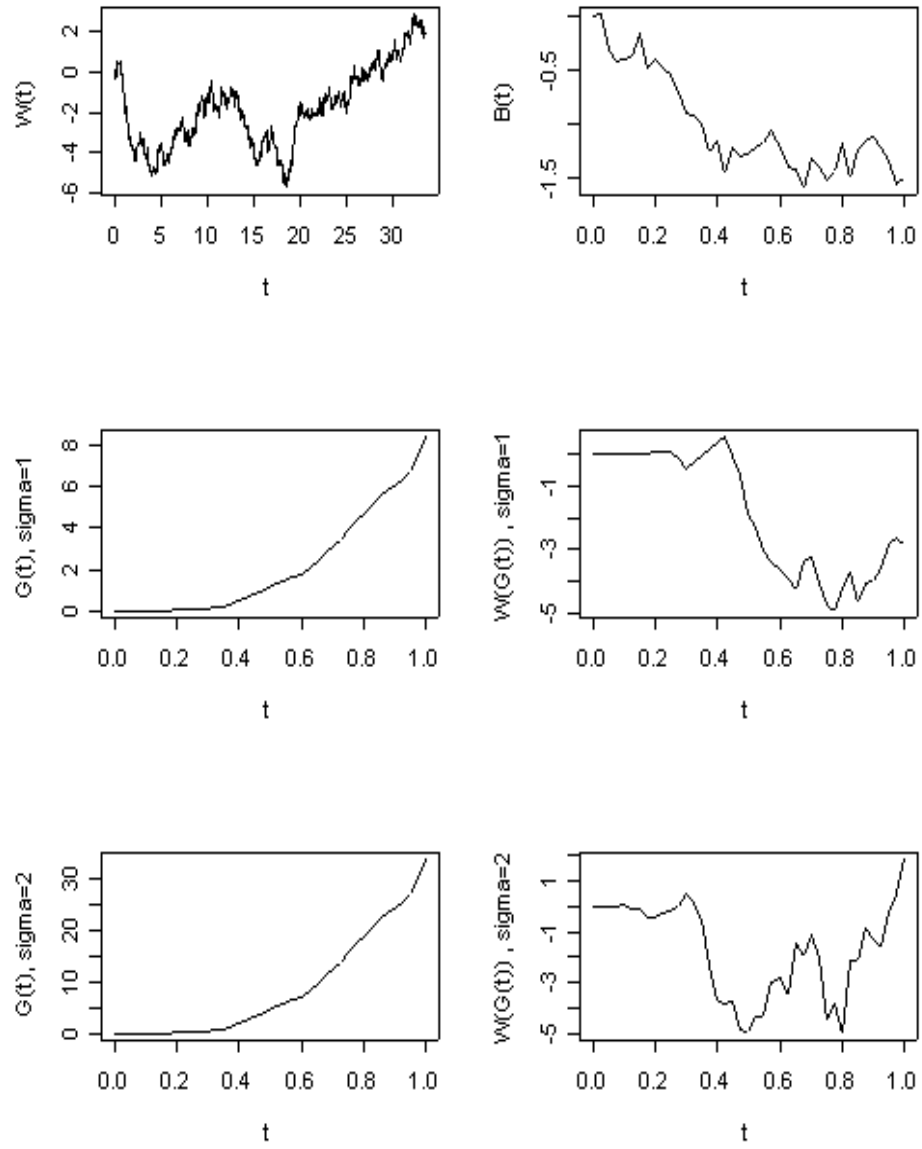 W(t)
2
0
-2
-4
-6
0 5 10 15 20 25 30
t
B(t)
-0.5
-1.5
0.0 0.2 0.4 0.6 0.8 1.0
t
G(t), sigma=1
8
6
4
2
0
0.0 0.2 0.4 0.6 0.8 1.0
t
W(G(t)) , sigma=1
-1
-3
-5
0.0 0.2 0.4 0.6 0.8 1.0
t
G(t), sigma=2
30
20
10
0
0.0 0.2 0.4 0.6 0.8 1.0
t
W(G(t)) , sigma=2
1
-1
-3
-5
0.0 0.2 0.4 0.6 0.8 1.0
t